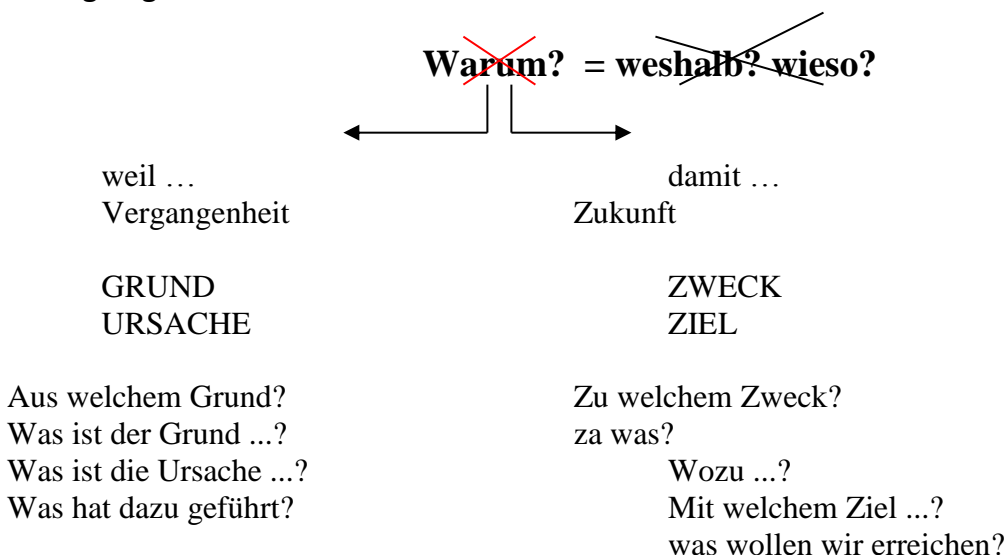 Warum? = weshalb? wieso?
weil … damit …
Vergangenheit Zukunft
GRUND ZWECK
URSACHE ZIEL
Aus welchem Grund? Zu welchem Zweck?
Was ist der Grund ...? za was?
Was ist die Ursache ...? Wozu ...?
Was hat dazu geführt? Mit welchem Ziel ...?
was wollen wir erreichen?